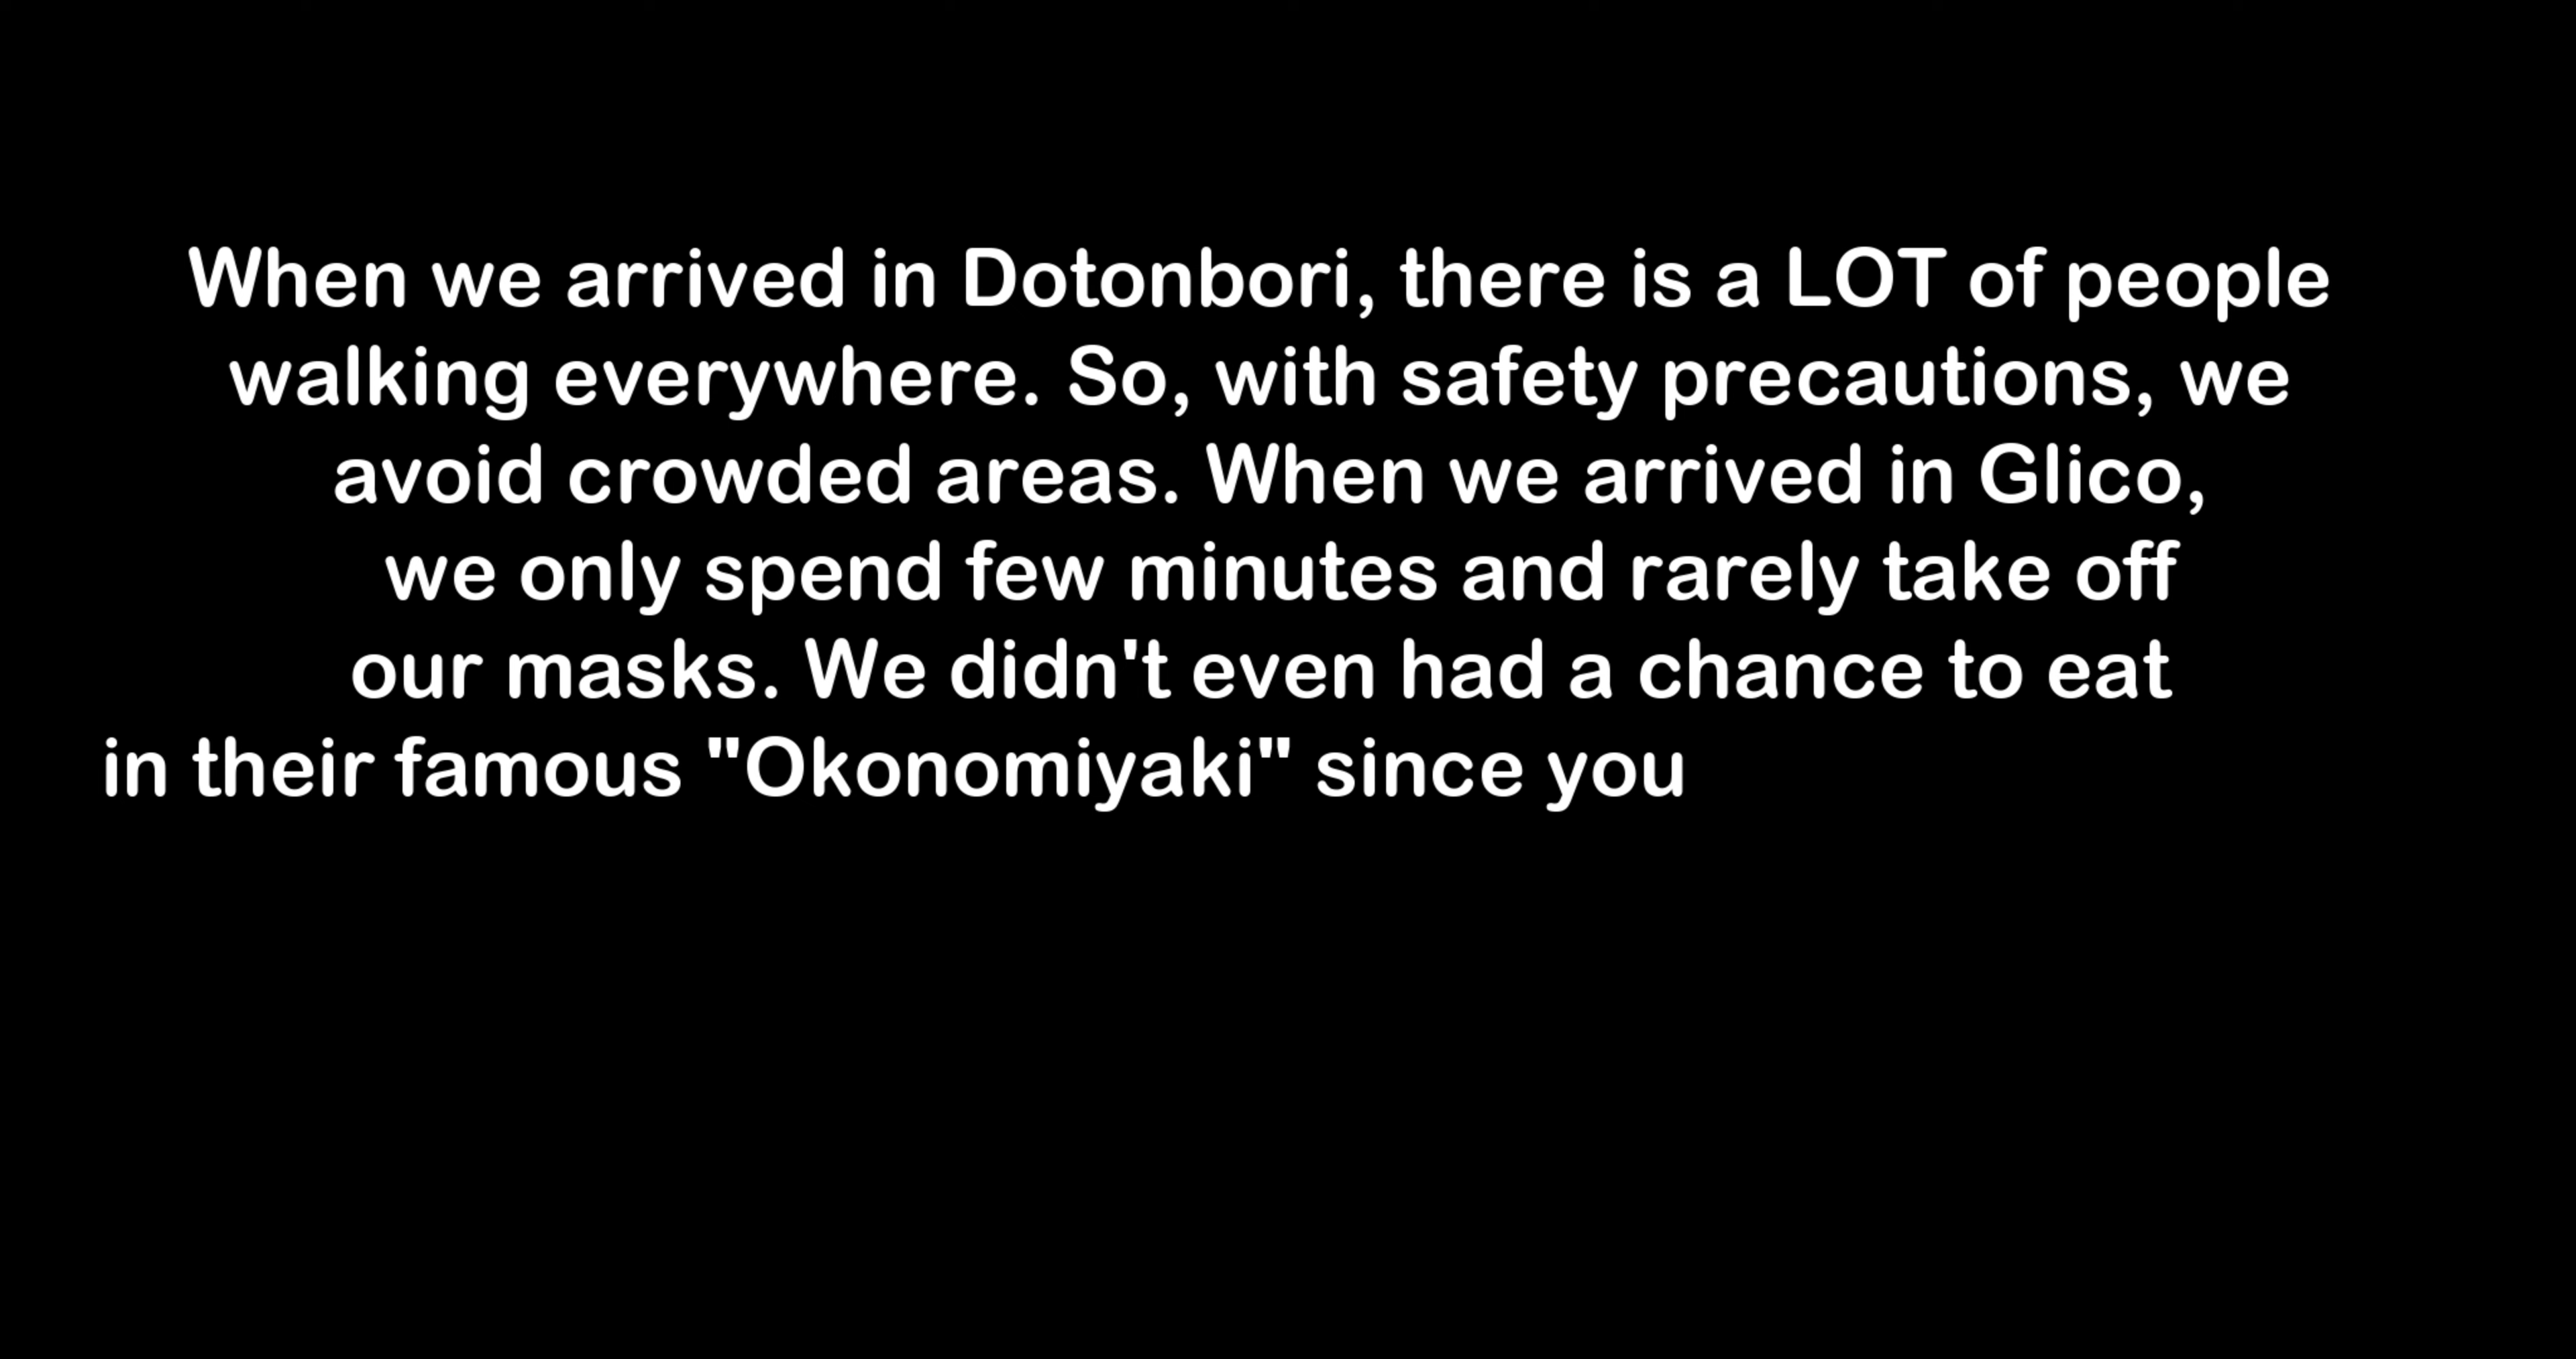 When we arrived in Dotonbori, there is a LOT of people
walking everywhere. So, with safety precautions, we
avoid crowded areas. When we arrived in Glico,
we only spend few minutes and rarely take off
our masks. We didn't even had a chance to eat
in their famous "Okonomiyaki" since you